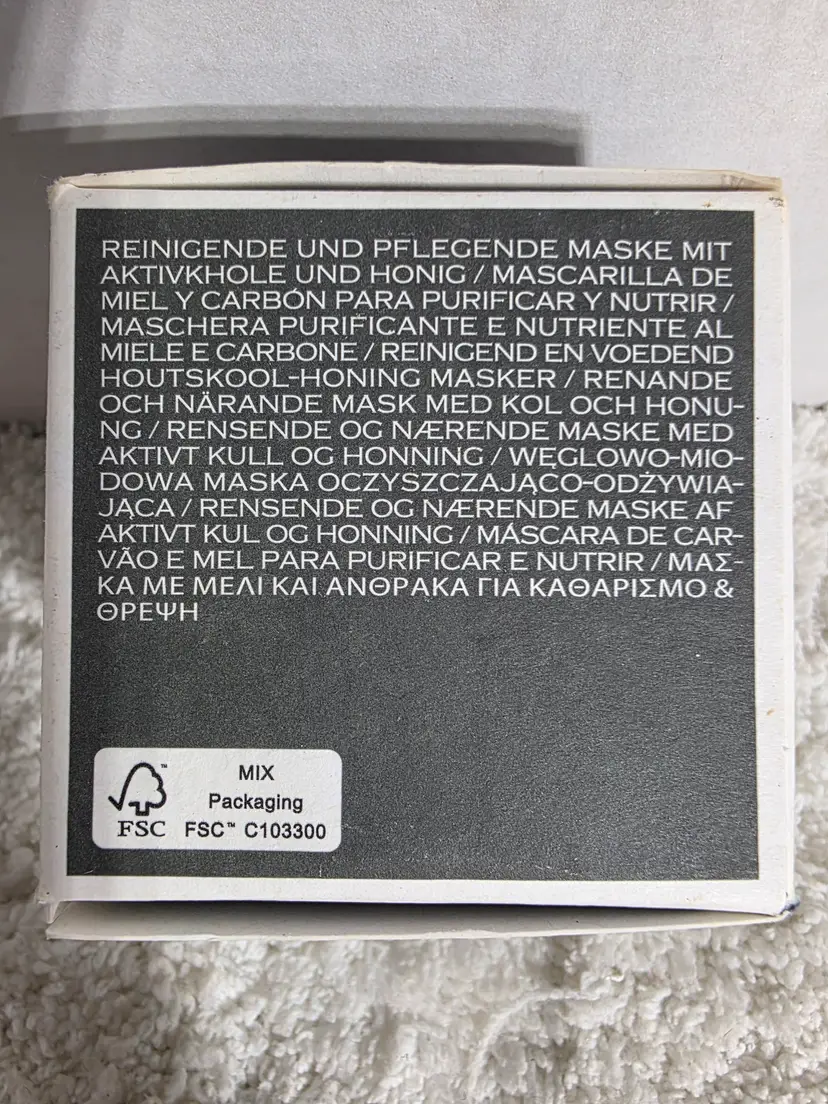 REINIGENDE UND PFLEGENDE MASKE MIT
AKTIVKHOLE UND HONIG / MASCARILLA DE
MIEL Y CARBÓN PARA PURIFICAR Y NUTRIR /
MASCHERA PURIFICANTE E NUTRIENTE AL
MIELE E CARBONE / REINIGEND EN VOEDEND
HOUTSKOOL-HONING MASKER / RENANDE
OCH NÄRANDE MASK MED KOL OCH HONU-
NG / RENSENDE OG NÆRENDE MASKE MED
AKTIVT KULL OG HONNING / WĘGLOWO-MIO-
DOWA MASKA OCZYSZCZAJĄCO-ODŻYWIA-
JĄCA / RENSENDE OG NÆRENDE MASKE AF
AKTIVT KUL OG HONNING / MÁSCARA DE CAR-
VÃO E MEL PARA PURIFICAR E NUTRIR / ΜΑΣ-
ΚΑ ΜΕ ΜΕΛΙ ΚΑΙ ΑΝΘΡΑΚΑ ΓΙΑ ΚΑΘΑΡΙΣΜΟ &
ΘΡΕΨΗ
MIX
Packaging
FSC™ C103300
FSC